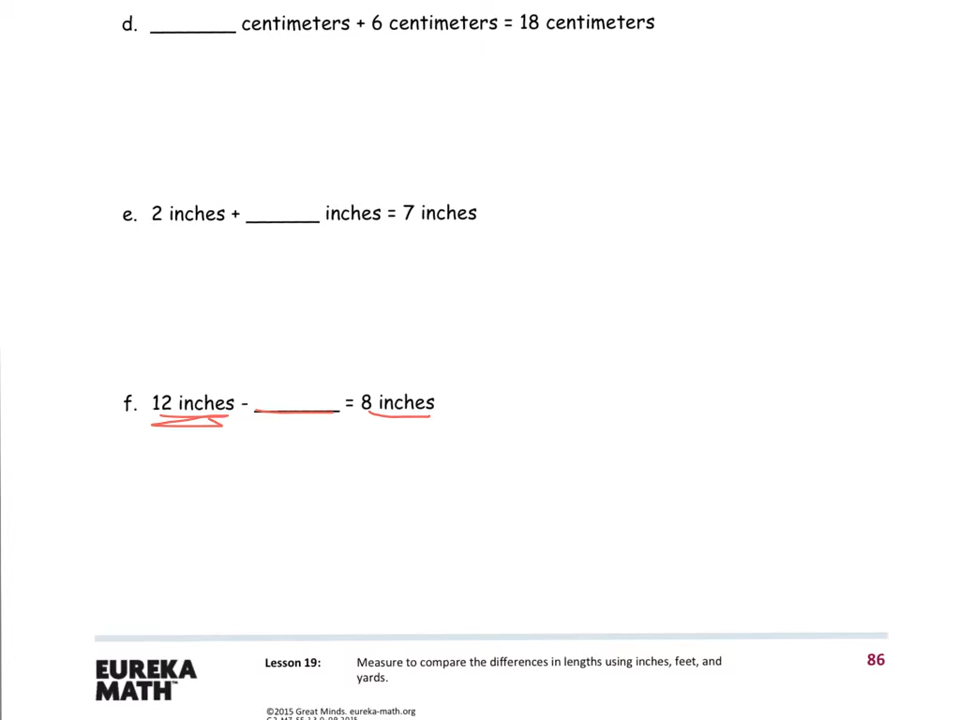 d. ________ centimeters + 6 centimeters = 18 centimeters
e. 2 inches + _______ inches = 7 inches
f. 12 inches - ________ = 8 inches
EUREKA
MATH™
Lesson 19:
Measure to compare the differences in lengths using inches, feet, and
yards.
86
©2015 Great Minds. eureka-math.org